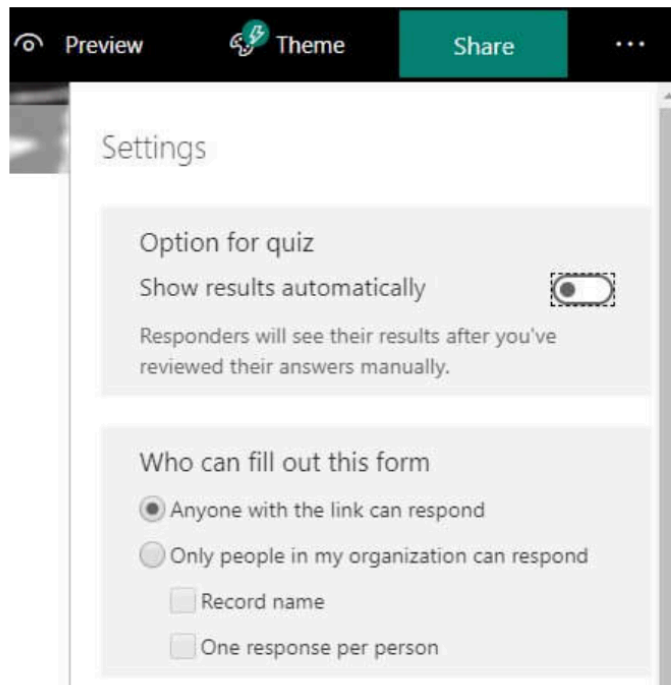 Preview Theme Share ...
Settings
Option for quiz
Show results automatically
Responders will see their results after you've
reviewed their answers manually.
Who can fill out this form
Anyone with the link can respond
Only people in my organization can respond
Record name
One response per person